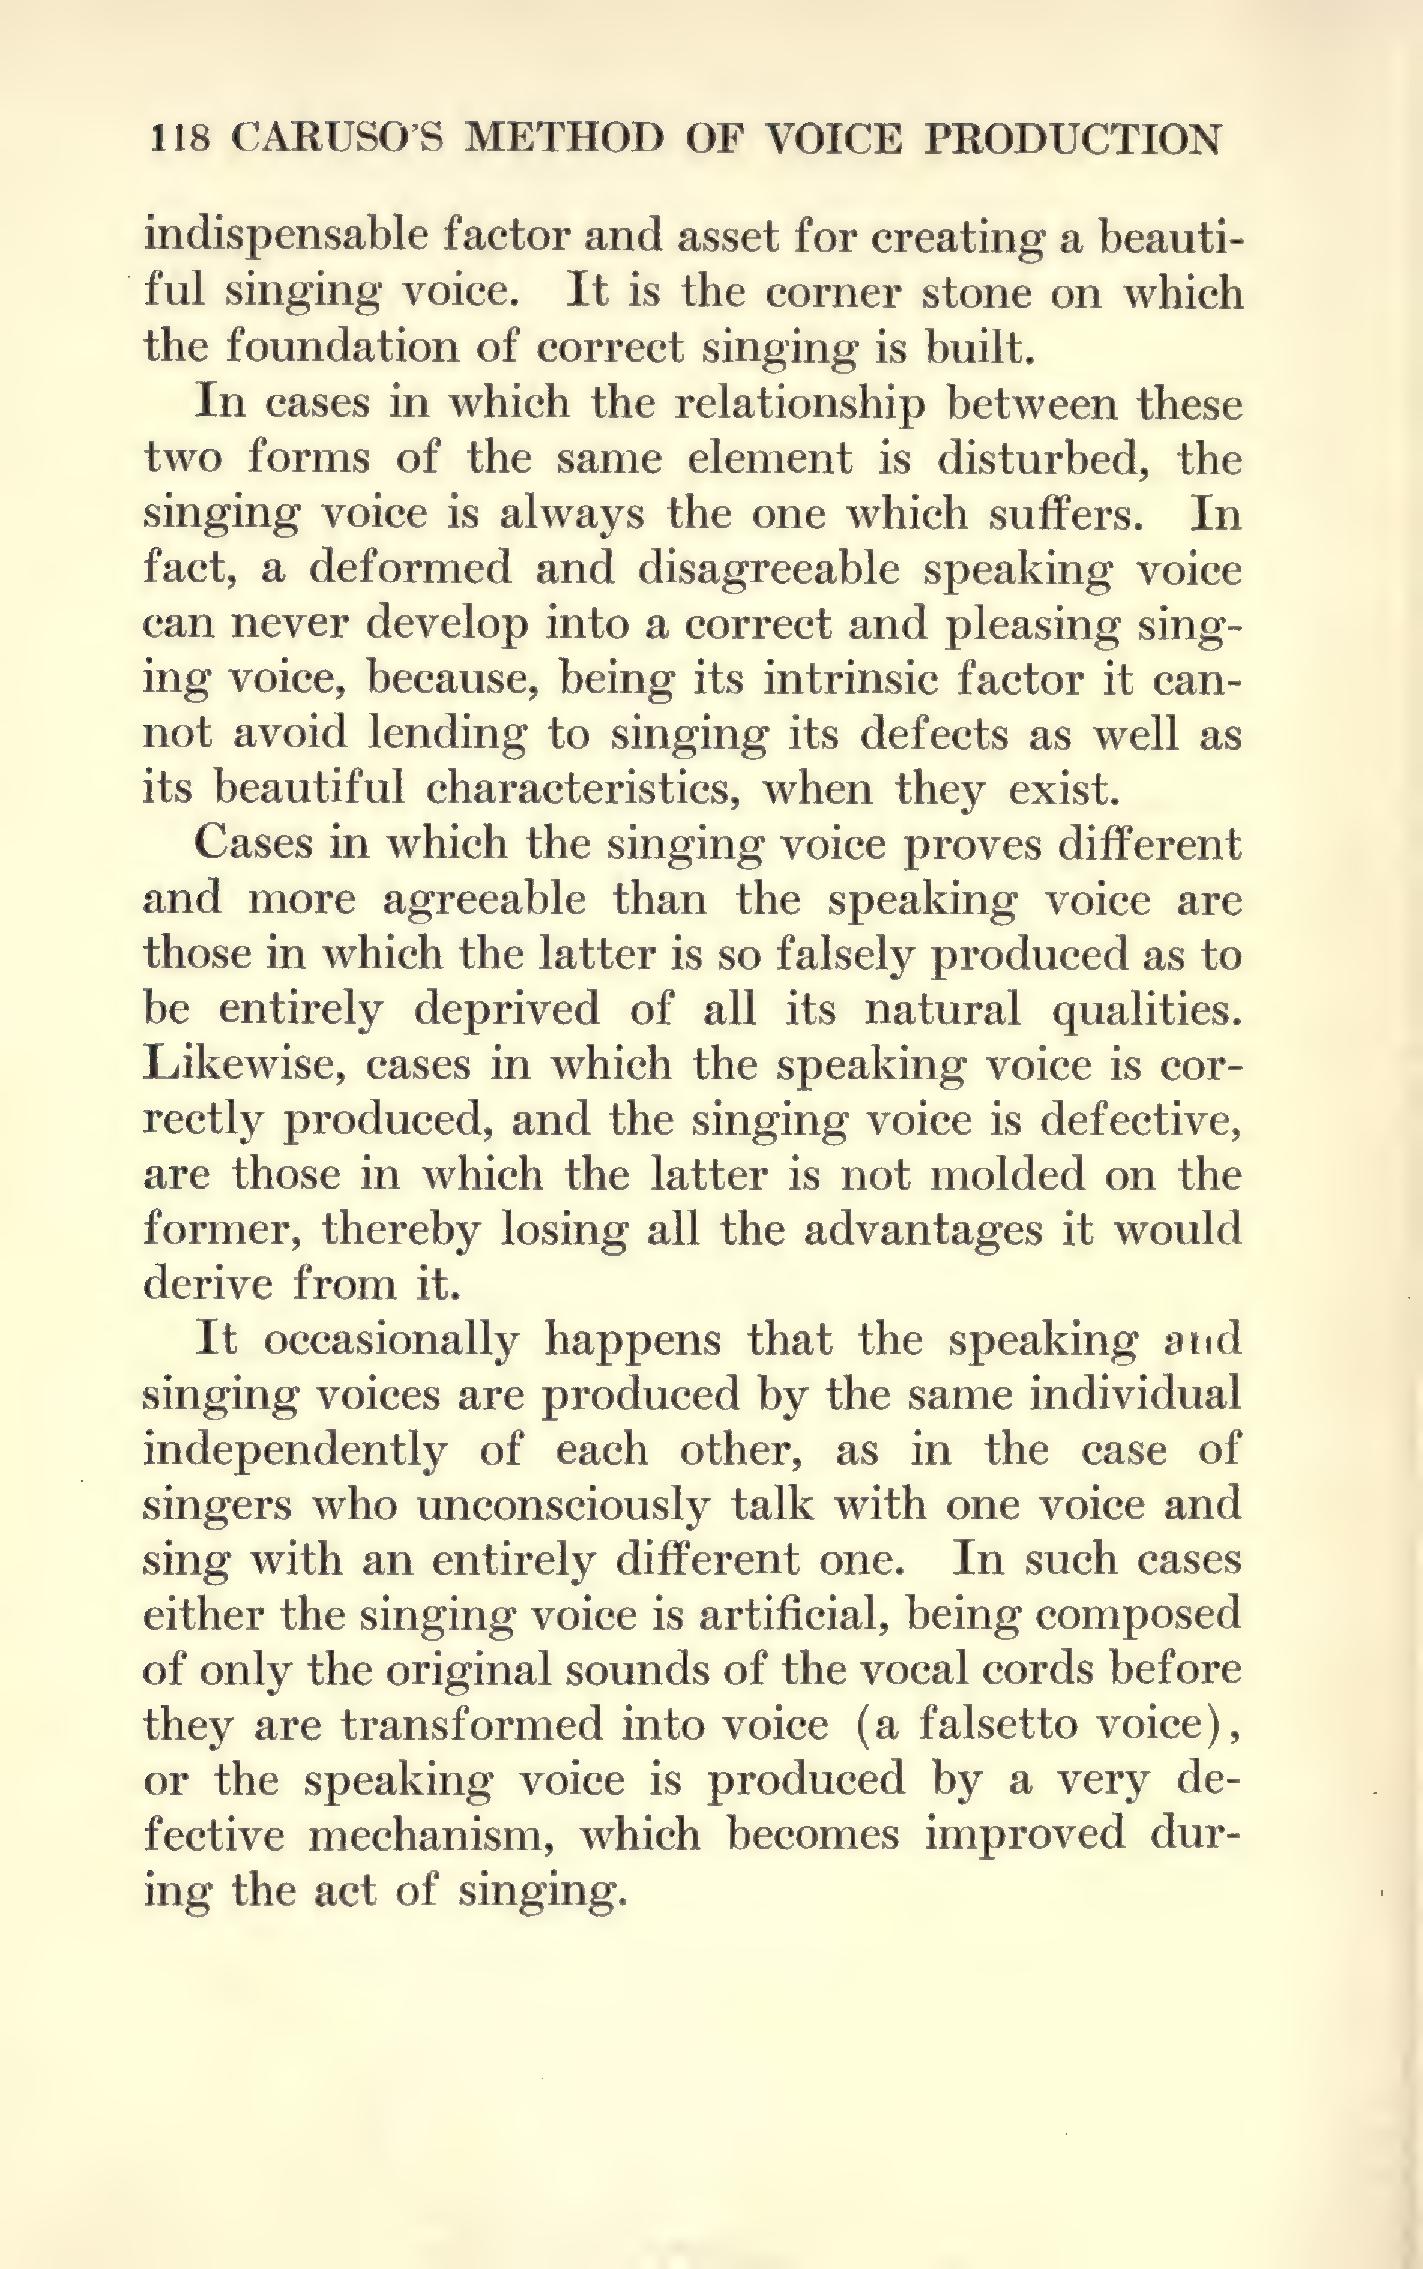 118 CARUSO'S METHOD OF VOICE PRODUCTION
indispensable factor and asset for creating a beauti-
ful singing voice. It is the corner stone on which
the foundation of correct singing is built.
In cases in which the relationship between these
two forms of the same element is disturbed, the
singing voice is always the one which suffers. In
fact, a deformed and disagreeable speaking voice
can never develop into a correct and pleasing sing-
ing voice, because, being its intrinsic factor it can-
not avoid lending to singing its defects as well as
its beautiful characteristics, when they exist.
Cases in which the singing voice proves different
and more agreeable than the speaking voice are
those in which the latter is so falsely produced as to
be entirely deprived of all its natural qualities.
Likewise, cases in which the speaking voice is cor-
rectly produced, and the singing voice is defective,
are those in which the latter is not molded on the
former, thereby losing all the advantages it would
derive from it.
It occasionally happens that the speaking and
singing voices are produced by the same individual
independently of each other, as in the case of
singers who unconsciously talk with one voice and
sing with an entirely different one. In such cases
either the singing voice is artificial, being composed
of only the original sounds of the vocal cords before
they are transformed into voice (a falsetto voice),
or the speaking voice is produced by a very de-
fective mechanism, which becomes improved dur-
ing the act of singing.